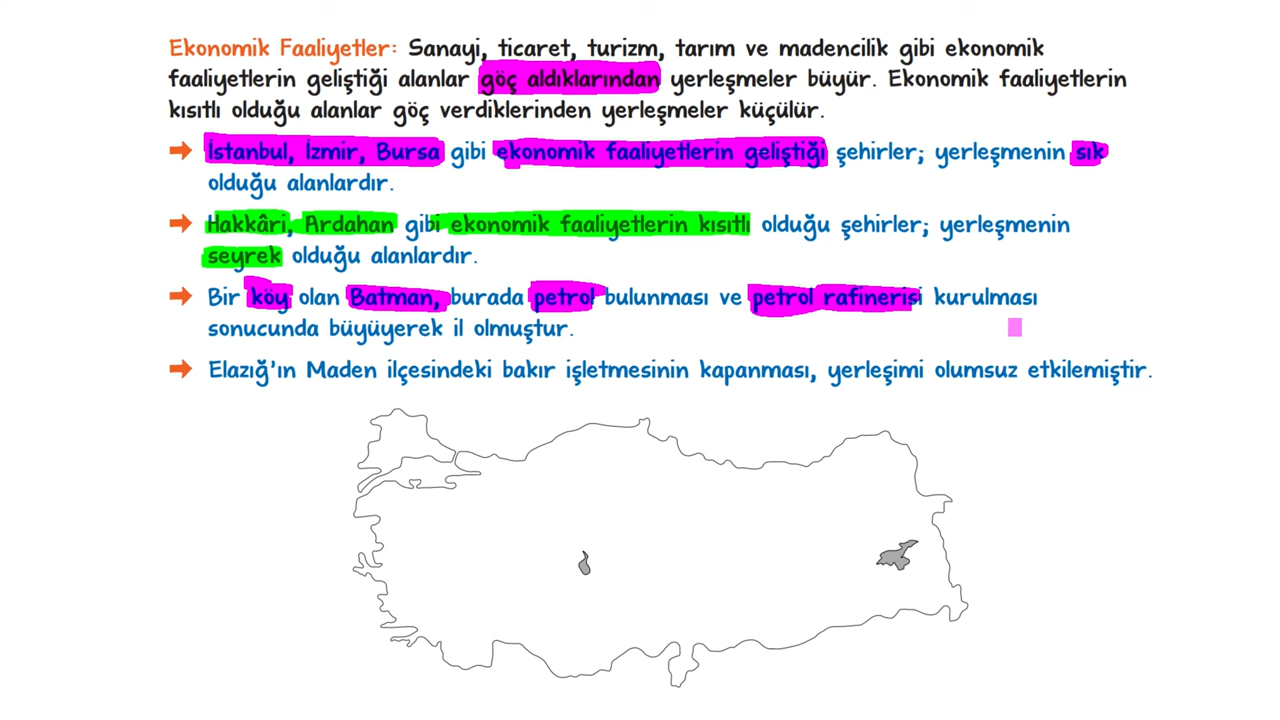 Ekonomik Faaliyetler: Sanayi, ticaret, turizm, tarım ve madencilik gibi ekonomik
faaliyetlerin geliştiği alanlar göç aldıklarından yerleşmeler büyür. Ekonomik faaliyetlerin
kısıtlı olduğu alanlar göç verdiklerinden yerleşmeler küçülür.
→ İstanbul, İzmir, Bursa gibi ekonomik faaliyetlerin geliştiği şehirler; yerleşmenin sık
olduğu alanlardır.
→ Hakkâri, Ardahan gibi ekonomik faaliyetlerin kısıtlı olduğu şehirler; yerleşmenin
seyrek olduğu alanlardır.
→ Bir köy olan Batman, burada petrol bulunması ve petrol rafinerisi kurulması
sonucunda büyüyerek il olmuştur.
→ Elazığ'ın Maden ilçesindeki bakır işletmesinin kapanması, yerleşimi olumsuz etkilemiştir.